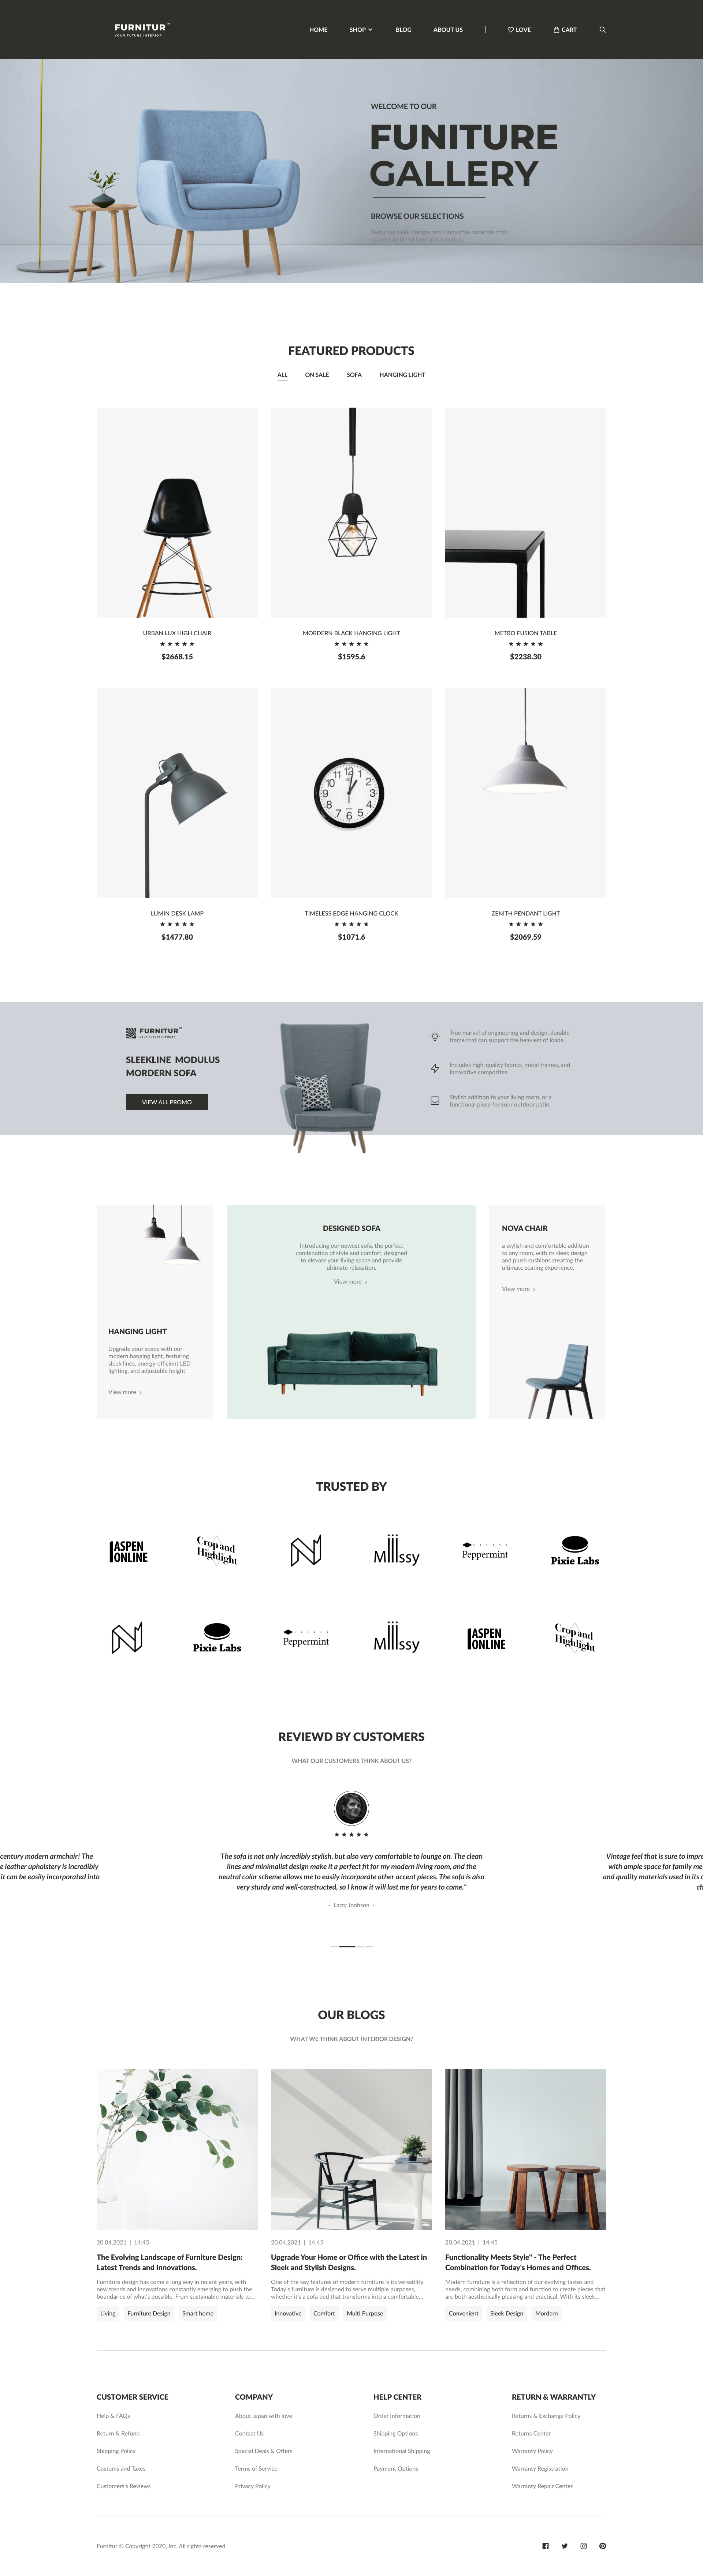 FURNITUR™
YOUR FUTURE INTERIOR
HOME SHOP BLOG ABOUT US | LOVE CART
WELCOME TO OUR
FUNITURE
GALLERY
BROWSE OUR SELECTIONS
Featuring sleek designs and innovative materials that
seamlessly blend form and function.
FEATURED PRODUCTS
ALL ON SALE SOFA HANGING LIGHT
URBAN LUX HIGH CHAIR
★ ★ ★ ★ ★
$2668.15
MORDERN BLACK HANGING LIGHT
★ ★ ★ ★ ★
$1595.6
METRO FUSION TABLE
★ ★ ★ ★ ★
$2238.30
12 1 2 3 4 5 6 7 8 9 10 11
LUMIN DESK LAMP
★ ★ ★ ★ ★
$1477.80
TIMELESS EDGE HANGING CLOCK
★ ★ ★ ★ ★
$1071.6
ZENITH PENDANT LIGHT
★ ★ ★ ★ ★
$2069.59
FURNITUR™
YOUR FUTURE INTERIOR
SLEEKLINE MODULUS
MORDERN SOFA
VIEW ALL PROMO
True marvel of engineering and design, durable
frame that can support the heaviest of loads.
Includes high-quality fabrics, metal frames, and
innovative composites.
Stylish addition to your living room, or a
functional piece for your outdoor patio.
HANGING LIGHT
Upgrade your space with our
modern hanging light, featuring
sleek lines, energy-efficient LED
lighting, and adjustable height.
View more ›
DESIGNED SOFA
Introducing our newest sofa, the perfect
combination of style and comfort, designed
to elevate your living space and provide
ultimate relaxation.
View more ›
NOVA CHAIR
a stylish and comfortable addition
to any room, with its sleek design
and plush cushions creating the
ultimate seating experience.
View more ›
TRUSTED BY
ASPEN
ONLINE
Crop and
Highlight
N
Millssy
Peppermint
Pixie Labs
N
Pixie Labs
Peppermint
Millssy
ASPEN
ONLINE
Crop and
Highlight
REVIEWD BY CUSTOMERS
WHAT OUR CUSTOMERS THINK ABOUT US?
★ ★ ★ ★ ★
century modern armchair! The
e leather upholstery is incredibly
it can be easily incorporated into
The sofa is not only incredibly stylish, but also very comfortable to lounge on. The clean
lines and minimalist design make it a perfect fit for my modern living room, and the
neutral color scheme allows me to easily incorporate other accent pieces. The sofa is also
very sturdy and well-constructed, so I know it will last me for years to come."
- Larry Jonhson -
Vintage feel that is sure to impre
with ample space for family me
and quality materials used in its c
ch
OUR BLOGS
WHAT WE THINK ABOUT INTERIOR DESIGN?
20.04.2021 | 14:45
The Evolving Landscape of Furniture Design:
Latest Trends and Innovations.
Furniture design has come a long way in recent years, with
new trends and innovations constantly emerging to push the
boundaries of what's possible. From sustainable materials to...
Living Furniture Design Smart home
20.04.2021 | 14:45
Upgrade Your Home or Office with the Latest in
Sleek and Stylish Designs.
One of the key features of modern furniture is its versatility.
Today's furniture is designed to serve multiple purposes,
whether it's a sofa bed that transforms into a comfortable...
Innovative Comfort Multi Purpose
20.04.2021 | 14:45
Functionality Meets Style" - The Perfect
Combination for Today's Homes and Offices.
Modern furniture is a reflection of our evolving tastes and
needs, combining both form and function to create pieces that
are both aesthetically pleasing and practical. With its sleek...
Convenient Sleek Design Mordern
CUSTOMER SERVICE
Help & FAQs
Return & Refund
Shipping Policy
Customs and Taxes
Customers's Reviews
COMPANY
About Japan with love
Contact Us
Special Deals & Offers
Terms of Service
Privacy Policy
HELP CENTER
Order Information
Shipping Options
International Shipping
Payment Options
RETURN & WARRANTLY
Returns & Exchange Policy
Returns Center
Warranty Policy
Warranty Registration
Warranty Repair Center
Furnitur © Copyright 2020, Inc. All rights reserved